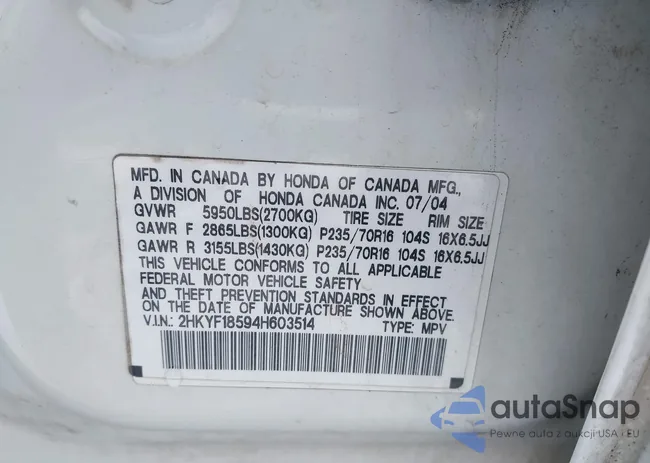 MFD. IN CANADA BY HONDA OF CANADA MFG.,
A DIVISION OF HONDA CANADA INC. 07/04
GVWR 5950LBS(2700KG) TIRE SIZE RIM SIZE
GAWR F 2865LBS(1300KG) P235/70R16 104S 16X6.5JJ
GAWR R 3155LBS(1430KG) P235/70R16 104S 16X6.5JJ
THIS VEHICLE CONFORMS TO ALL APPLICABLE
FEDERAL MOTOR VEHICLE SAFETY
AND THEFT PREVENTION STANDARDS IN EFFECT
ON THE DATE OF MANUFACTURE SHOWN ABOVE.
V.I.N.: 2HKYF18594H603514 TYPE: MPV
autoSnap
Pewne auta z aukcji USA i EU